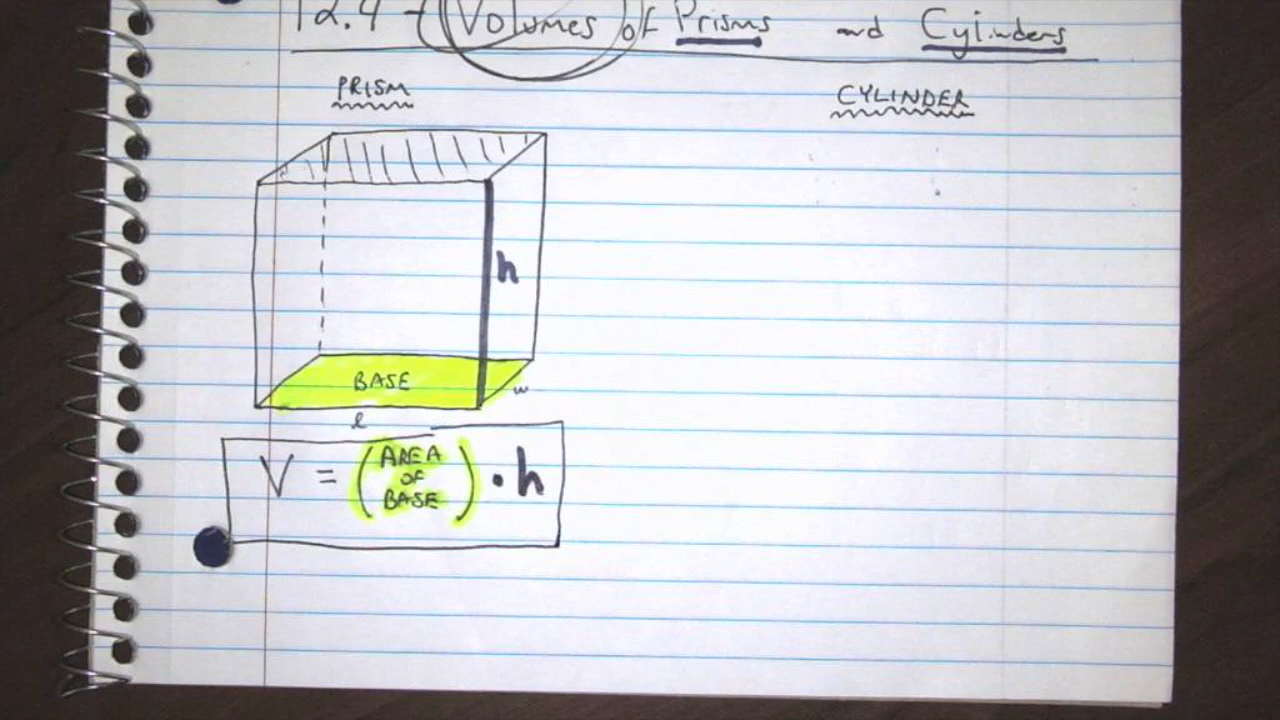 12.4 - Volumes of Prisms and Cylinders
PRISM
CYLINDER
h
BASE
w
l
V = (AREA OF BASE) • h